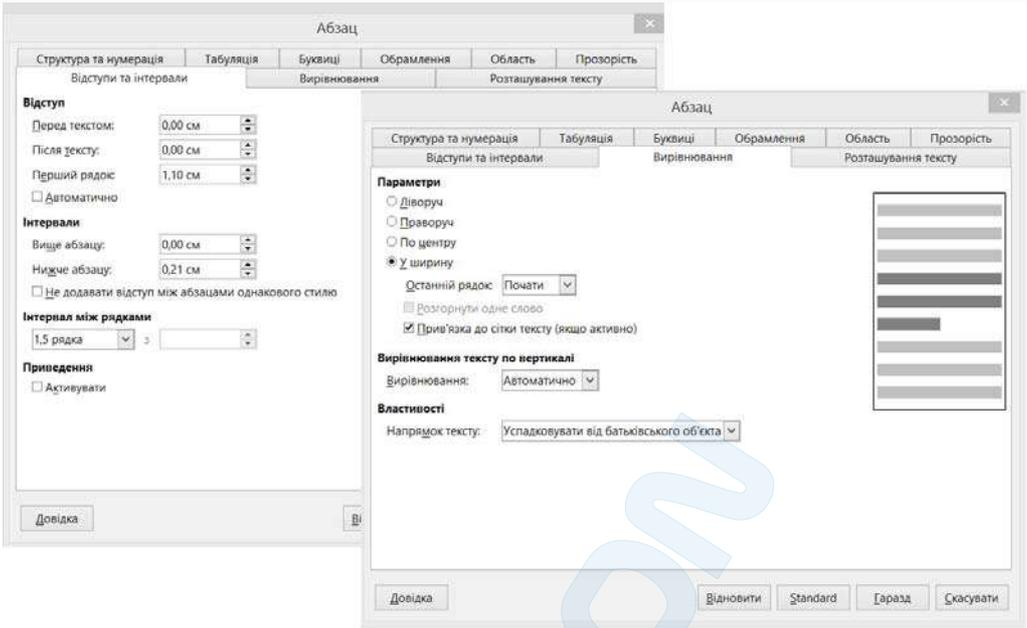 Абзац
Структура та нумерація Табуляція Буквиці Обрамлення Область Прозорість
Відступи та інтервали Вирівнювання Розташування тексту
Відступ
Перед текстом: 0,00 см
Після тексту: 0,00 см
Перший рядок: 1,10 см
Автоматично
Інтервали
Вище абзацу: 0,00 см
Нижче абзацу: 0,21 см
Не додавати відступ між абзацами однакового стилю
Інтервал між рядками
1,5 рядка з
Приведення
Активувати
Довідка Ві
Абзац
Структура та нумерація Табуляція Буквиці Обрамлення Область Прозорість
Відступи та інтервали Вирівнювання Розташування тексту
Параметри
Ліворуч
Праворуч
По центру
У ширину
Останній рядок: Почати
Розгорнути одне слово
Прив'язка до сітки тексту (якщо активно)
Вирівнювання тексту по вертикалі
Вирівнювання: Автоматично
Властивості
Напрямок тексту: Успадковувати від батьківського об'єкта
Довідка Відновити Standard Гаразд Скасувати